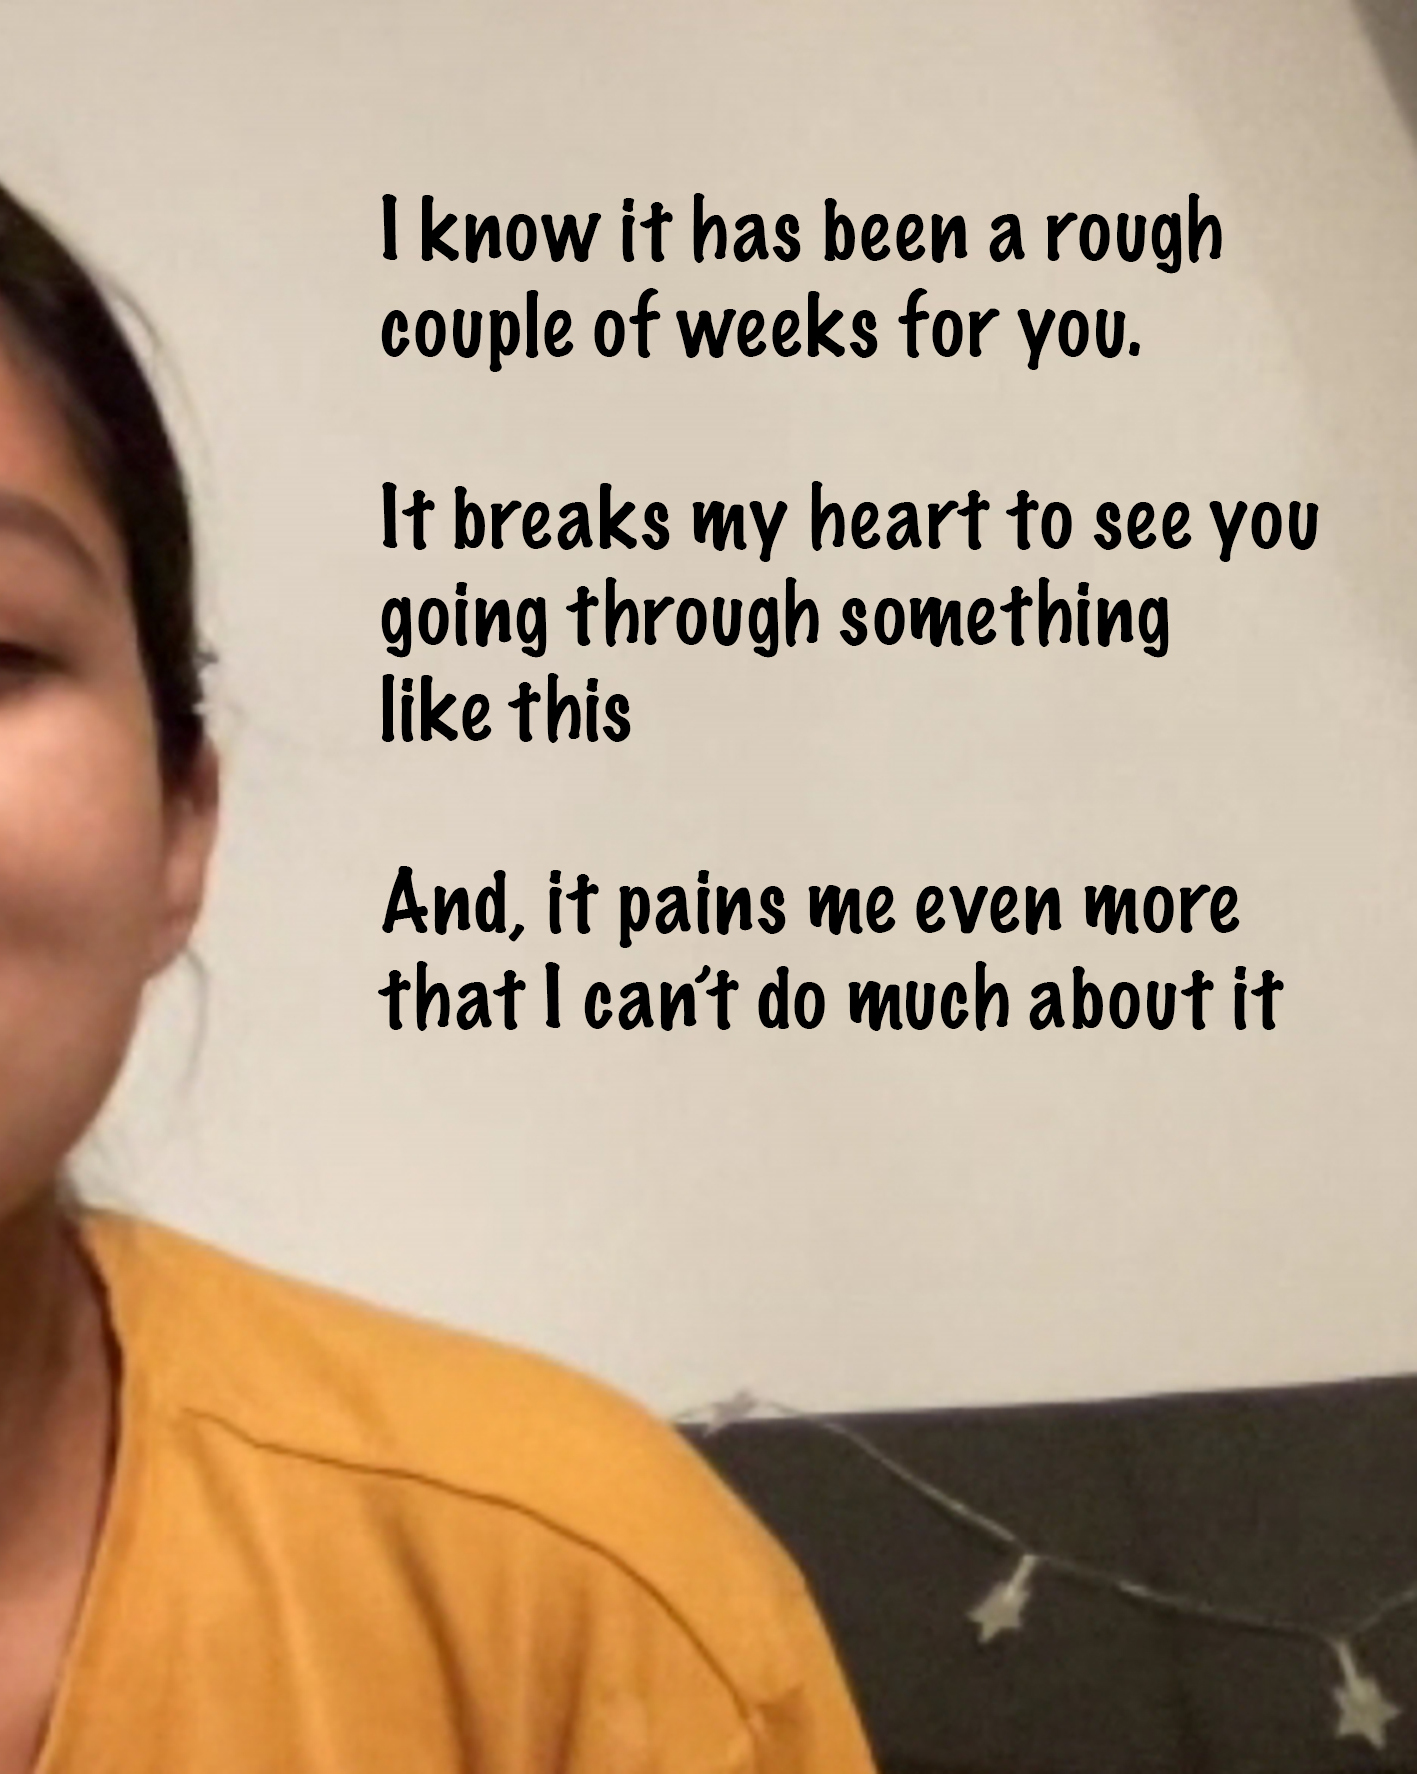 I know it has been a rough
couple of weeks for you.
It breaks my heart to see you
going through something
like this
And, it pains me even more
that I can't do much about it